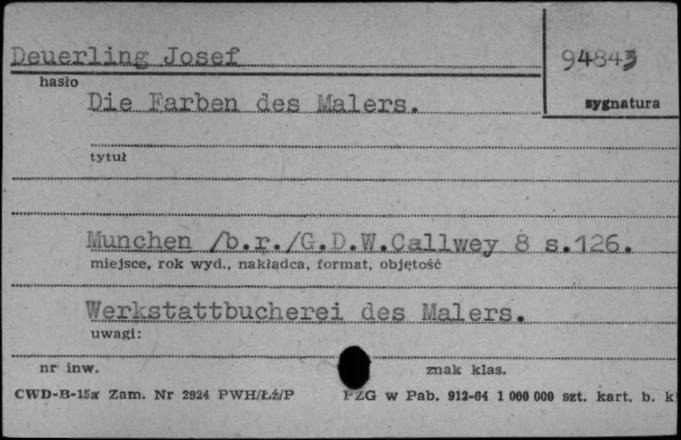 Deuerling Josef
94843
hasło
sygnatura
Die Farben des Malers.
tytuł
Munchen /b.r./G.D.W.Callwey 8 s.126.
miejsce, rok wyd., nakładca, format, objętość
Werkstattbucherei des Malers.
uwagi:
nr inw. znak klas.
CWD-B-15a Zam. Nr 2924 PWH/Łź/P PZG w Pab. 912-64 1 000 000 szt. kart. b. k